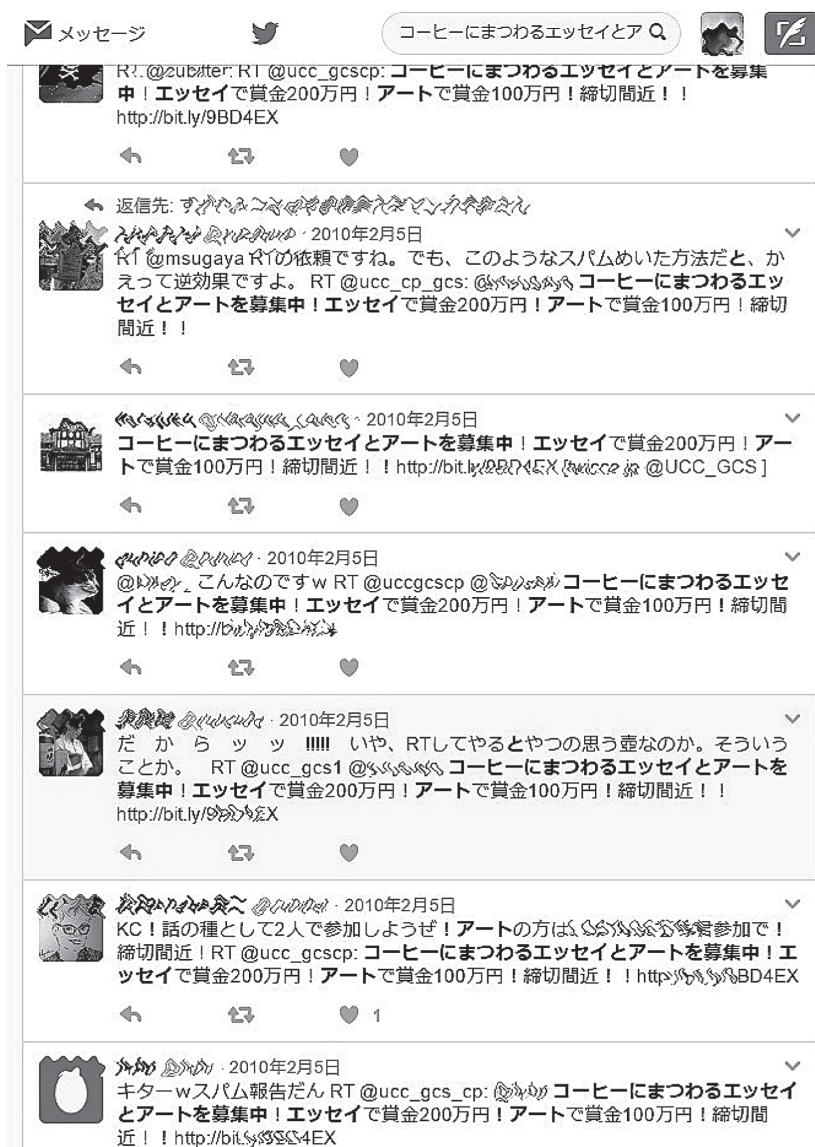 メッセージ
コーヒーにまつわるエッセイとア
RT @ucc_gcscp: コーヒーにまつわるエッセイとアートを募集
中！エッセイで賞金200万円！アートで賞金100万円！締切間近！！
http://bit.ly/9BD4EX
返信先:
· 2010年2月5日
RT @msugaya RTの依頼ですね。でも、このようなスパムめいた方法だと、か
えって逆効果ですよ。 RT @ucc_cp_gcs: コーヒーにまつわるエッ
セイとアートを募集中！エッセイで賞金200万円！アートで賞金100万円！締切
間近！！
· 2010年2月5日
コーヒーにまつわるエッセイとアートを募集中！エッセイで賞金200万円！アー
トで賞金100万円！締切間近！！http://bit.ly/9BD4EX @UCC_GCS ]
· 2010年2月5日
こんなのですｗ RT @uccgcscp コーヒーにまつわるエッセ
イとアートを募集中！エッセイで賞金200万円！アートで賞金100万円！締切間
近！！
· 2010年2月5日
だ か ら ッ ッ !!!!! いや、RTしてやるとやつの思う壺なのか。そういう
ことか。 RT @ucc_gcs1 コーヒーにまつわるエッセイとアートを
募集中！エッセイで賞金200万円！アートで賞金100万円！締切間近！！
· 2010年2月5日
KC！話の種として2人で参加しようぜ！アートの方は 参加で！
締切間近！RT @ucc_gcscp: コーヒーにまつわるエッセイとアートを募集中！エ
ッセイで賞金200万円！アートで賞金100万円！締切間近！！
1
· 2010年2月5日
キターｗスパム報告だん RT @ucc_gcs_cp: コーヒーにまつわるエッセイ
とアートを募集中！エッセイで賞金200万円！アートで賞金100万円！締切間
近！！